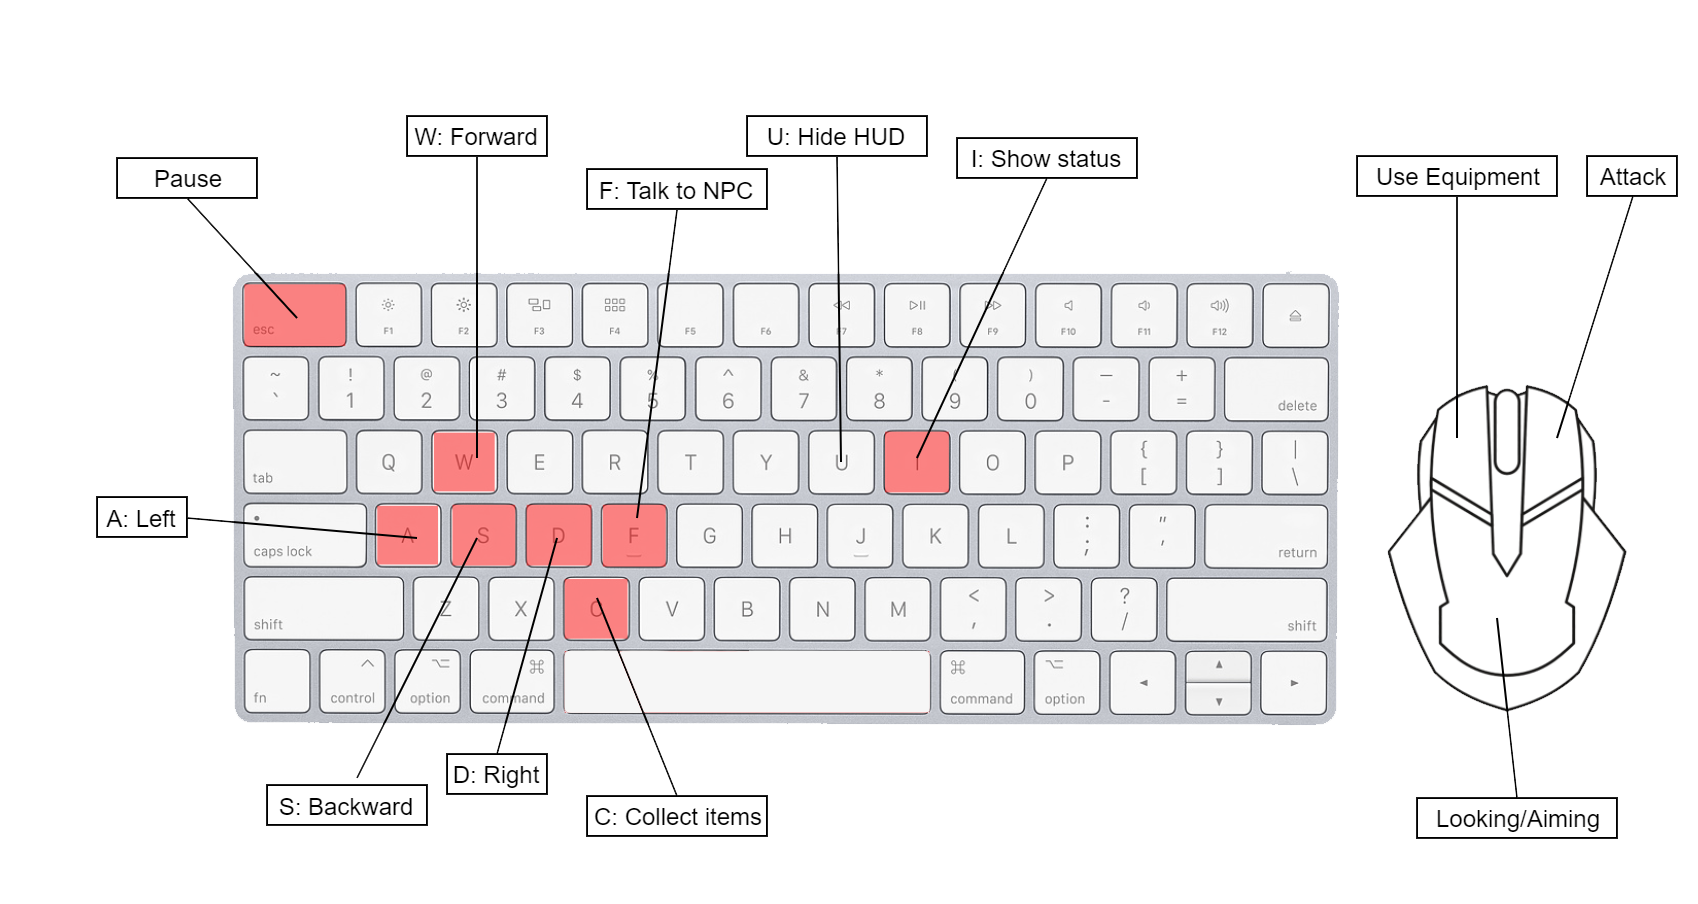 W: Forward
U: Hide HUD
I: Show status
Pause
F: Talk to NPC
Use Equipment
Attack
esc
F1
F2
F3
F4
F5
F6
F7
F8
F9
F10
F11
F12
~ ! @ # $ % ^ & * ( ) — +
` 1 2 3 4 5 6 7 8 9 0 - =
delete
tab
Q W E R T Y U I O P { [ } ] | \
A: Left
caps lock
A S D F G H J K L : ; " '
return
shift
Z X C V B N M < , > . ? /
shift
fn
control
option
command
command
option
D: Right
S: Backward
C: Collect items
Looking/Aiming